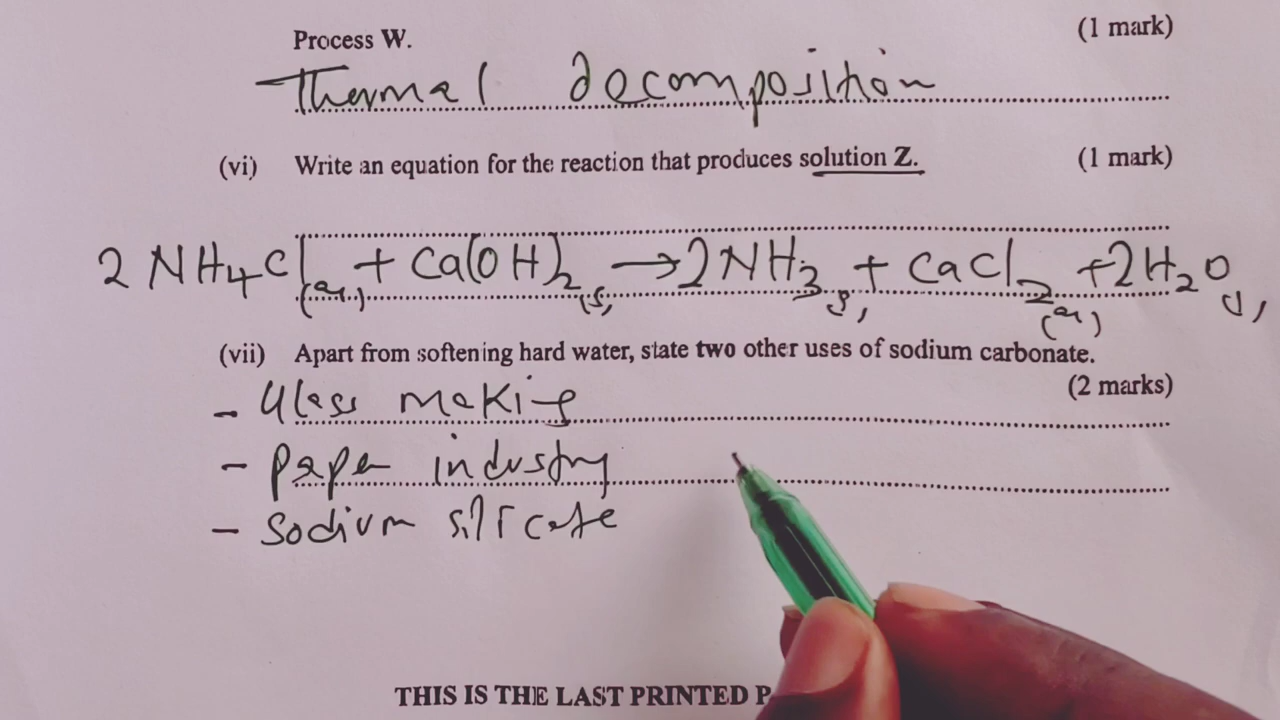 Process W. (1 mark)
Thermal decomposition
(vi) Write an equation for the reaction that produces solution Z. (1 mark)
2 NH4Cl(aq) + Ca(OH)2(s) → 2NH3(g) + CaCl2(aq) + 2H2O(l)
(vii) Apart from softening hard water, state two other uses of sodium carbonate.
(2 marks)
- Glass making
- Paper industry
- Sodium silicate
THIS IS THE LAST PRINTED P